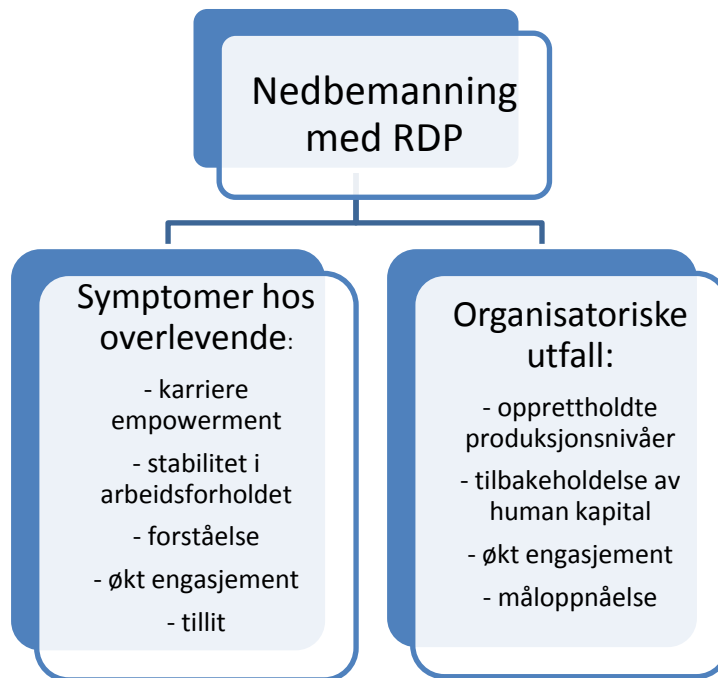 Nedbemanning
med RDP
Symptomer hos
overlevende:
- karriere
empowerment
- stabilitet i
arbeidsforholdet
- forståelse
- økt engasjement
- tillit
Organisatoriske
utfall:
- opprettholdte
produksjonsnivåer
- tilbakeholdelse av
human kapital
- økt engasjement
- måloppnåelse